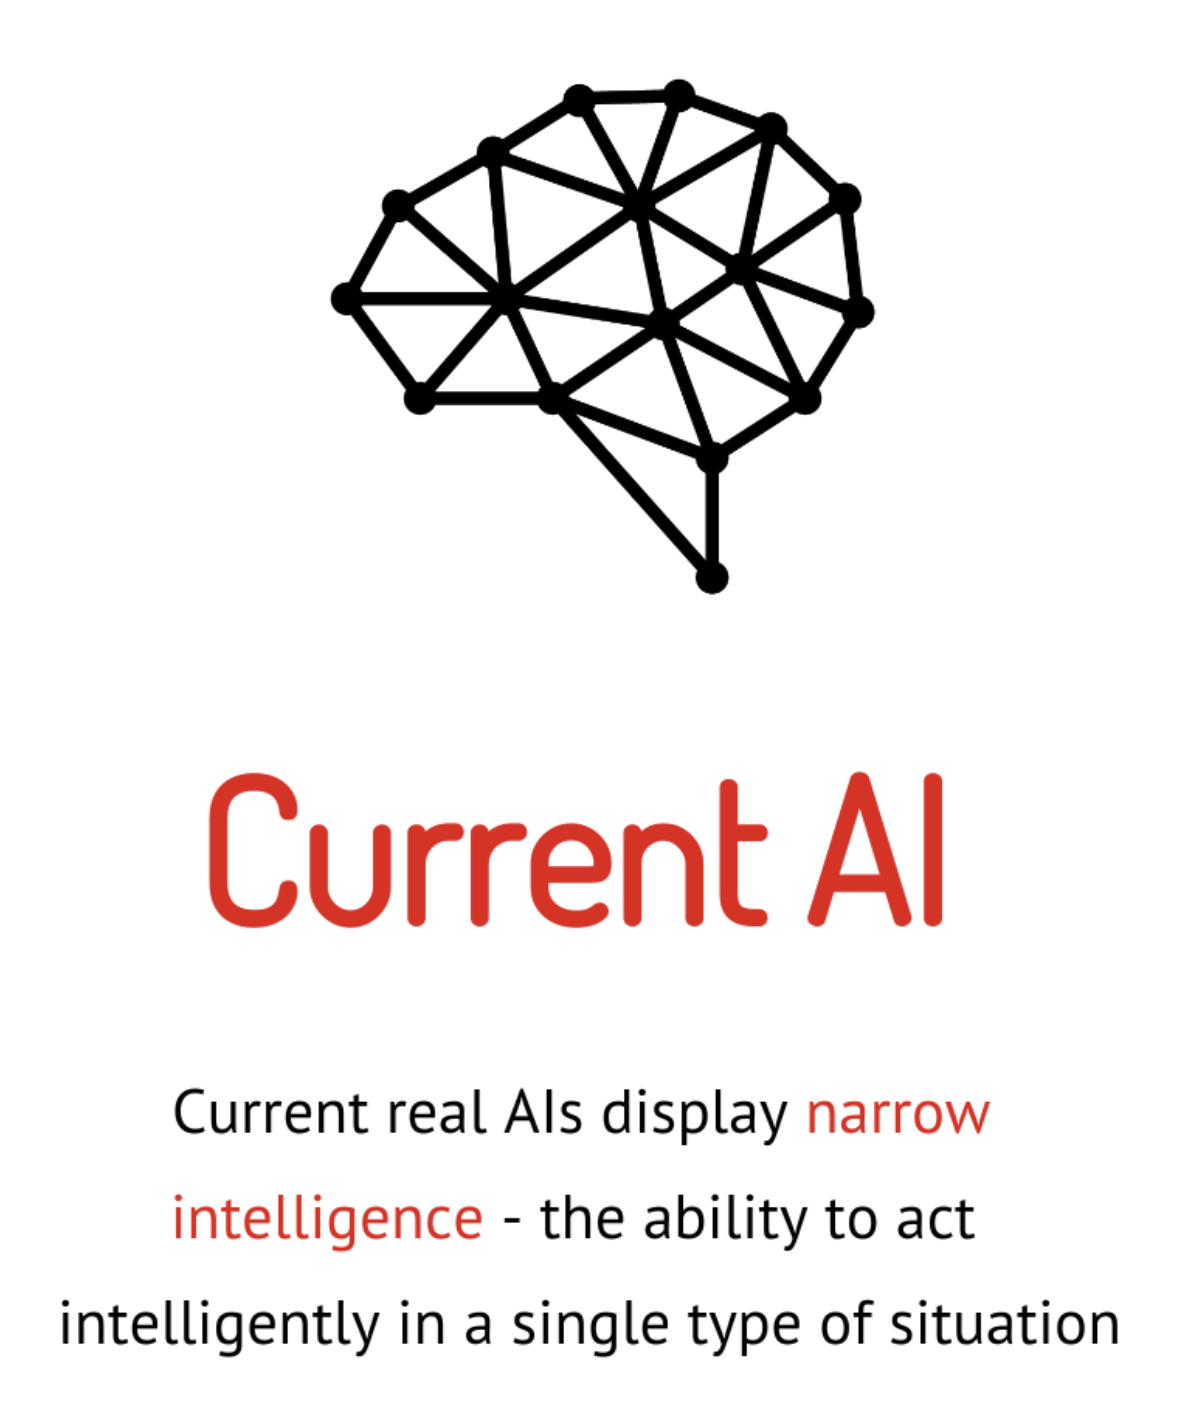 Current AI
Current real AIs display narrow
intelligence - the ability to act
intelligently in a single type of situation